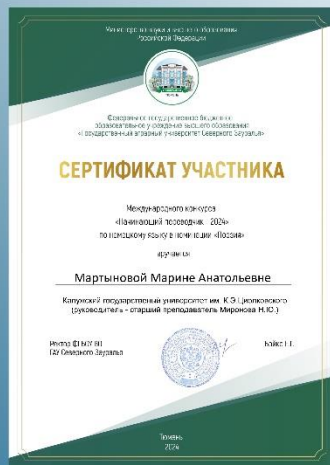 Министерство науки и высшего образования
Российской Федерации
Федеральное государственное бюджетное
образовательное учреждение высшего образования
«Государственный аграрный университет Северного Зауралья»
СЕРТИФИКАТ УЧАСТНИКА
Международного конкурса
«Начинающий переводчик - 2024»
по немецкому языку в номинации «Поэзия»
вручается
Мартыновой Марине Анатольевне
Калужский государственный университет им. К.Э.Циолковского
(руководитель - старший преподаватель Миронова Н.Ю.)
Ректор ФГБОУ ВО
ГАУ Северного Зауралья
Бойко
Тюмень
2024